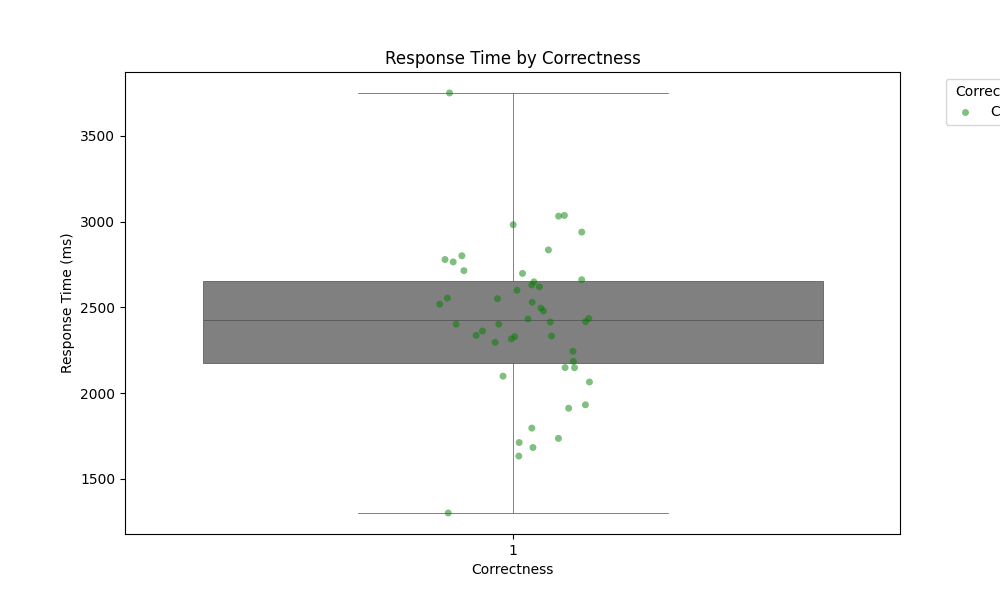 Response Time by Correctness
Correc
C
3500
3000
2500
2000
1500
Response Time (ms)
1
Correctness